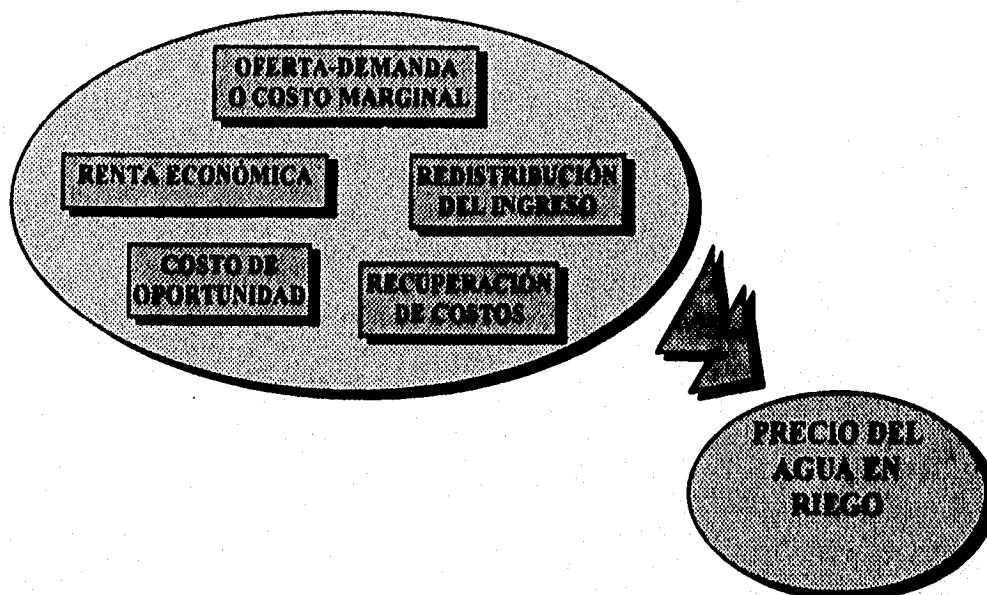 OFERTA-DEMANDA
O COSTO MARGINAL
RENTA ECONÓMICA
REDISTRIBUCIÓN
DEL INGRESO
COSTO DE
OPORTUNIDAD
RECUPERACIÓN
DE COSTOS
PRECIO DEL
AGUA EN
RIEGO